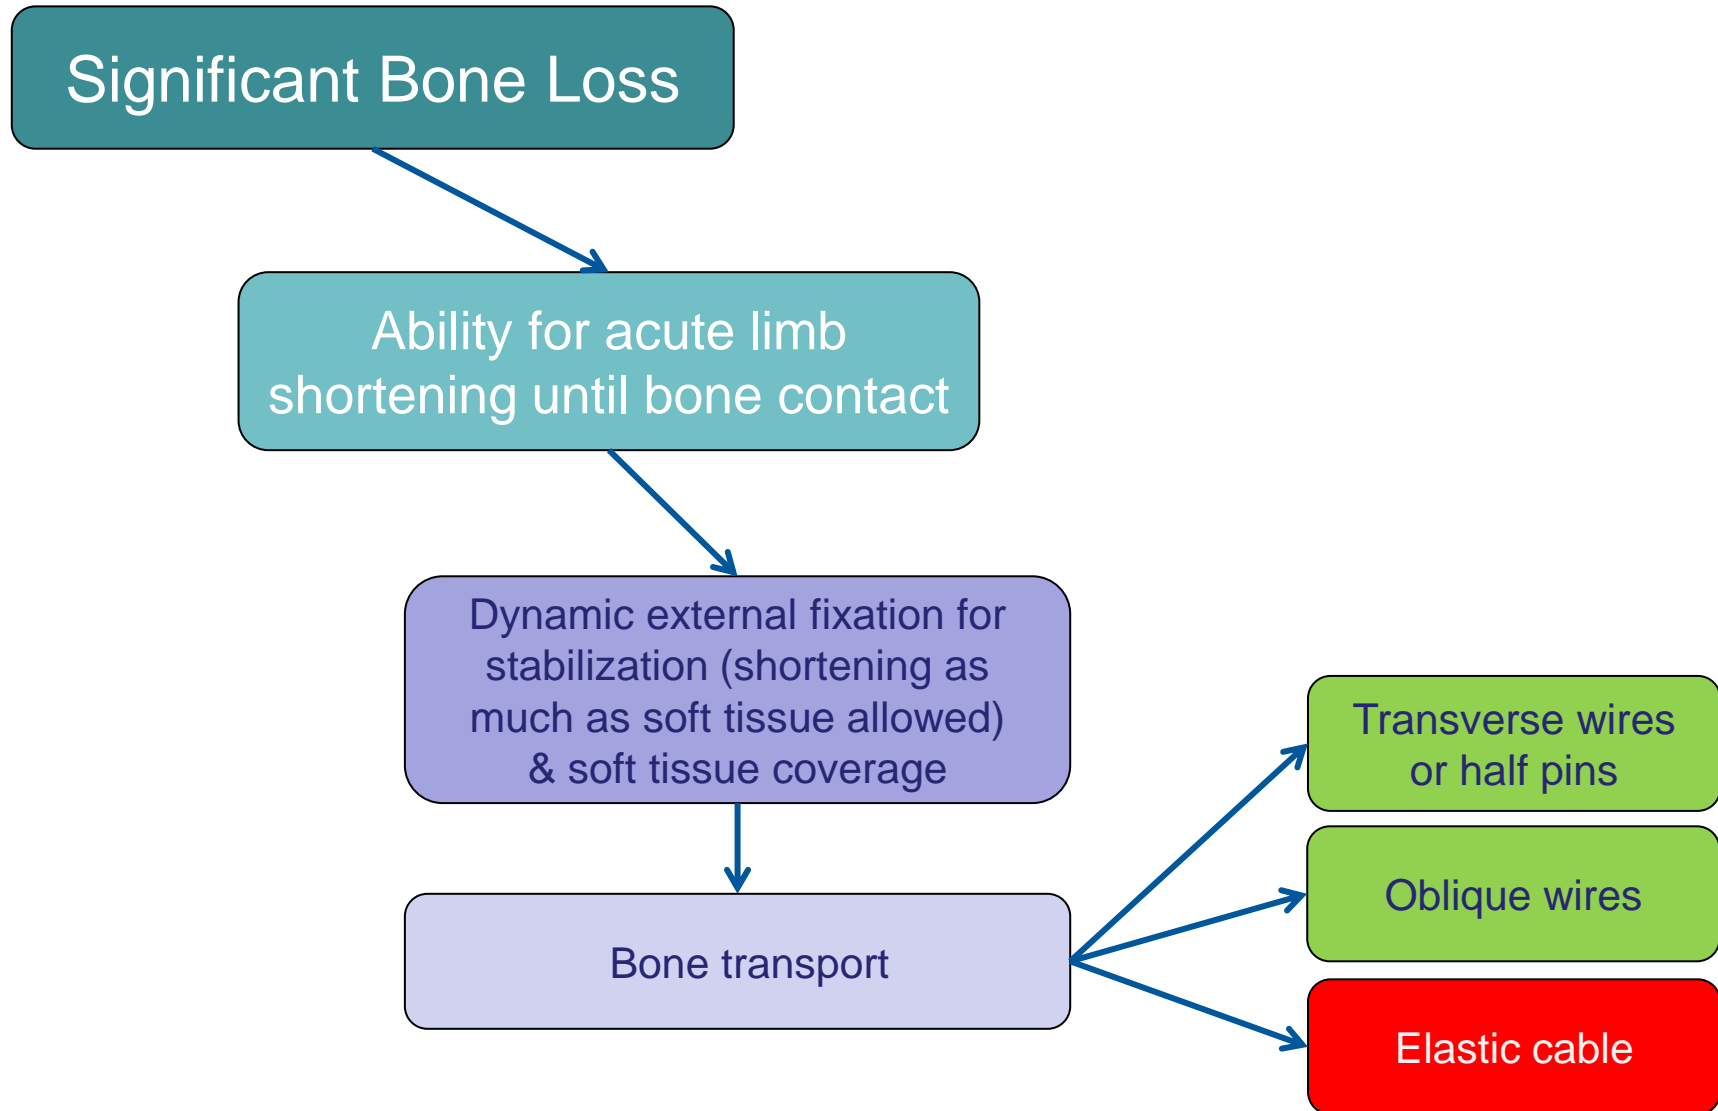 Significant Bone Loss
Ability for acute limb
shortening until bone contact
Dynamic external fixation for
stabilization (shortening as
much as soft tissue allowed)
& soft tissue coverage
Bone transport
Transverse wires
or half pins
Oblique wires
Elastic cable